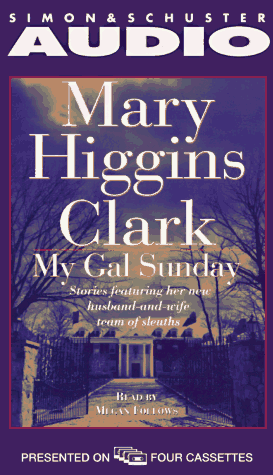 SIMON & SCHUSTER
AUDIO
Mary
Higgins
Clark
My Gal Sunday
Stories featuring her new
husband-and-wife
team of sleuths
READ BY
MEGAN FOLLOWS
PRESENTED ON FOUR CASSETTES